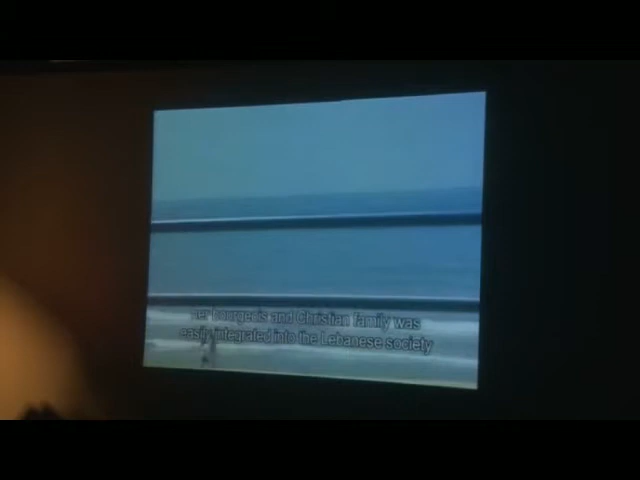 Her bourgeois and Christian family was
easily integrated into the Lebanese society